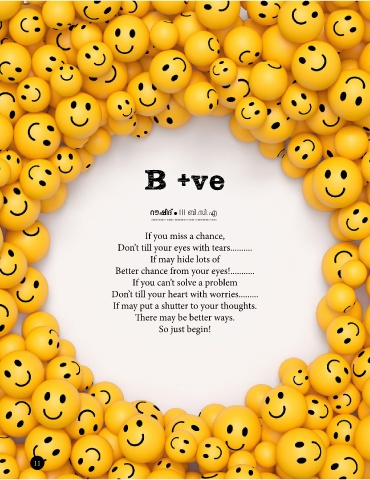 B +ve
റൗഷിദ് • III ബി.സി.എ
If you miss a chance,
Don't till your eyes with tears..........
If may hide lots of
Better chance from your eyes!...........
If you can't solve a problem
Don't till your heart with worries.........
If may put a shutter to your thoughts.
There may be better ways.
So just begin!
11